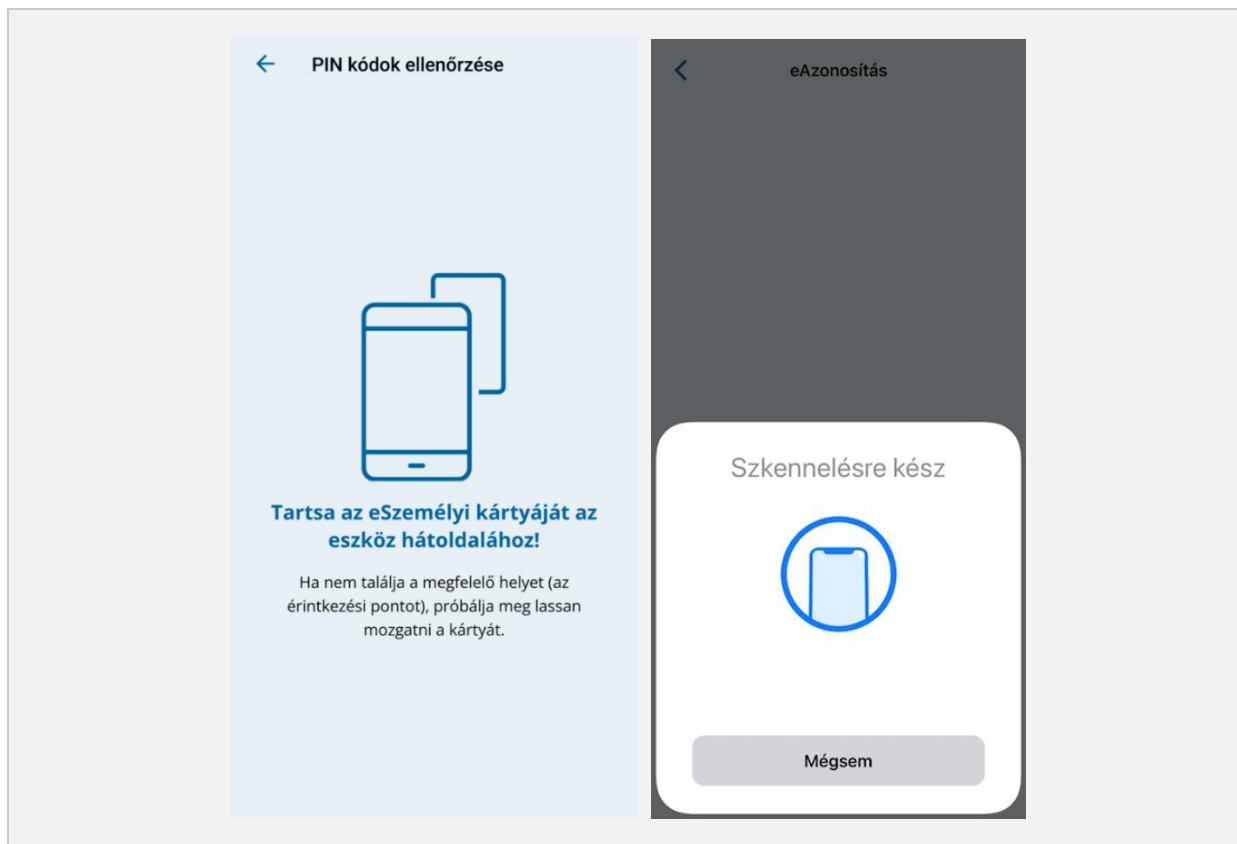 PIN kódok ellenőrzése
Tartsa az eSzemélyi kártyáját az
eszköz hátoldalához!
Ha nem találja a megfelelő helyet (az
érintkezési pontot), próbálja meg lassan
mozgatni a kártyát.
eAzonosítás
Szkennelésre kész
Mégsem